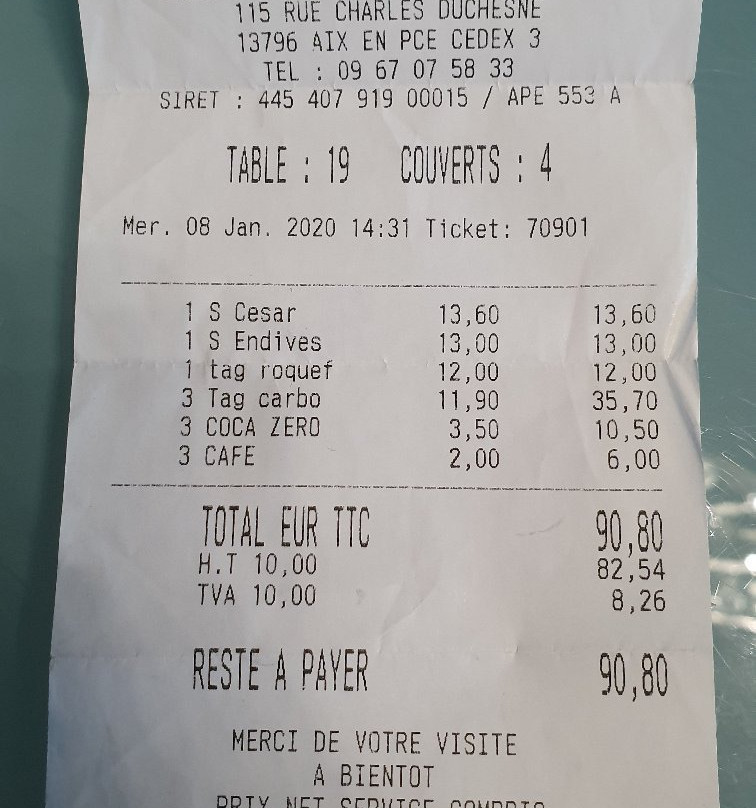 115 RUE CHARLES DUCHESNE
13796 AIX EN PCE CEDEX 3
TEL : 09 67 07 58 33
SIRET : 445 407 919 00015 / APE 553 A
TABLE : 19 COUVERTS : 4
Mer. 08 Jan. 2020 14:31 Ticket: 70901
1 S Cesar 13,60 13,60
1 S Endives 13,00 13,00
1 tag roquef 12,00 12,00
3 Tag carbo 11,90 35,70
3 COCA ZERO 3,50 10,50
3 CAFE 2,00 6,00
TOTAL EUR TTC 90,80
H.T 10,00 82,54
TVA 10,00 8,26
RESTE A PAYER 90,80
MERCI DE VOTRE VISITE
A BIENTOT
PRIX NET SERVICE COMPRIS